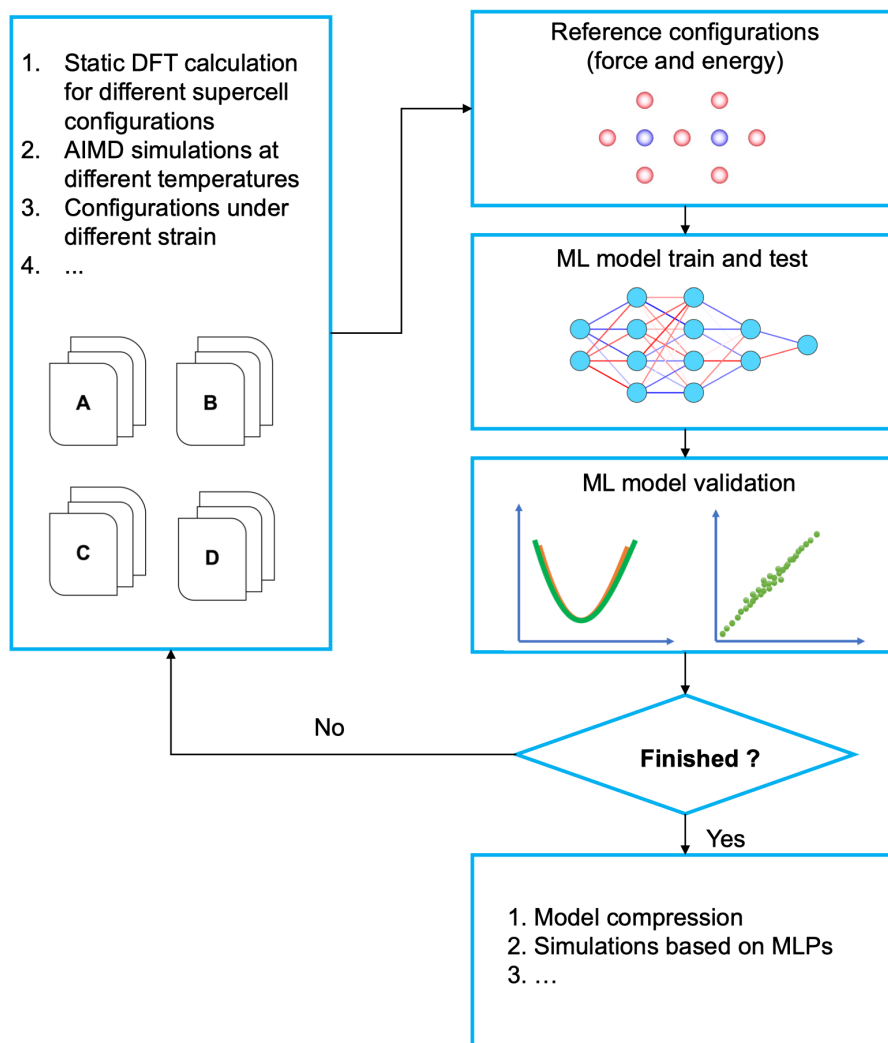 1. Static DFT calculation
for different supercell
configurations
2. AIMD simulations at
different temperatures
3. Configurations under
different strain
4. ...
A
B
C
D
Reference configurations
(force and energy)
ML model train and test
ML model validation
Finished ?
No
Yes
1. Model compression
2. Simulations based on MLPs
3. …